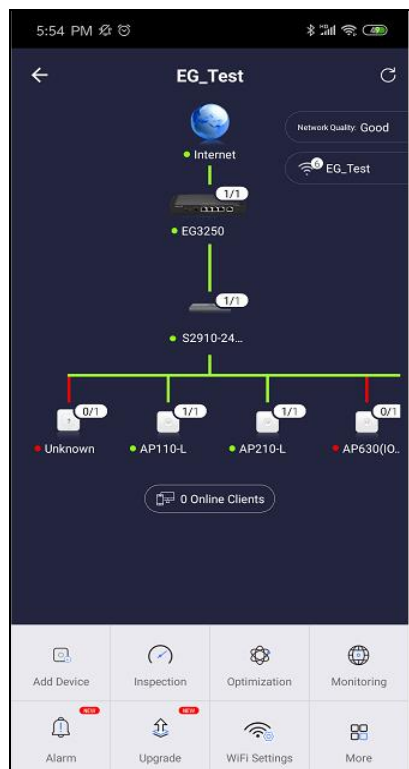 5:54 PM
HD
49
EG_Test
Network Quality: Good
Internet
6 EG_Test
1/1
EG3250
1/1
S2910-24...
0/1 1/1 1/1 0/1
Unknown AP110-L AP210-L AP630(IO..
0 Online Clients
Add Device Inspection Optimization Monitoring
NEW NEW
Alarm Upgrade WiFi Settings More